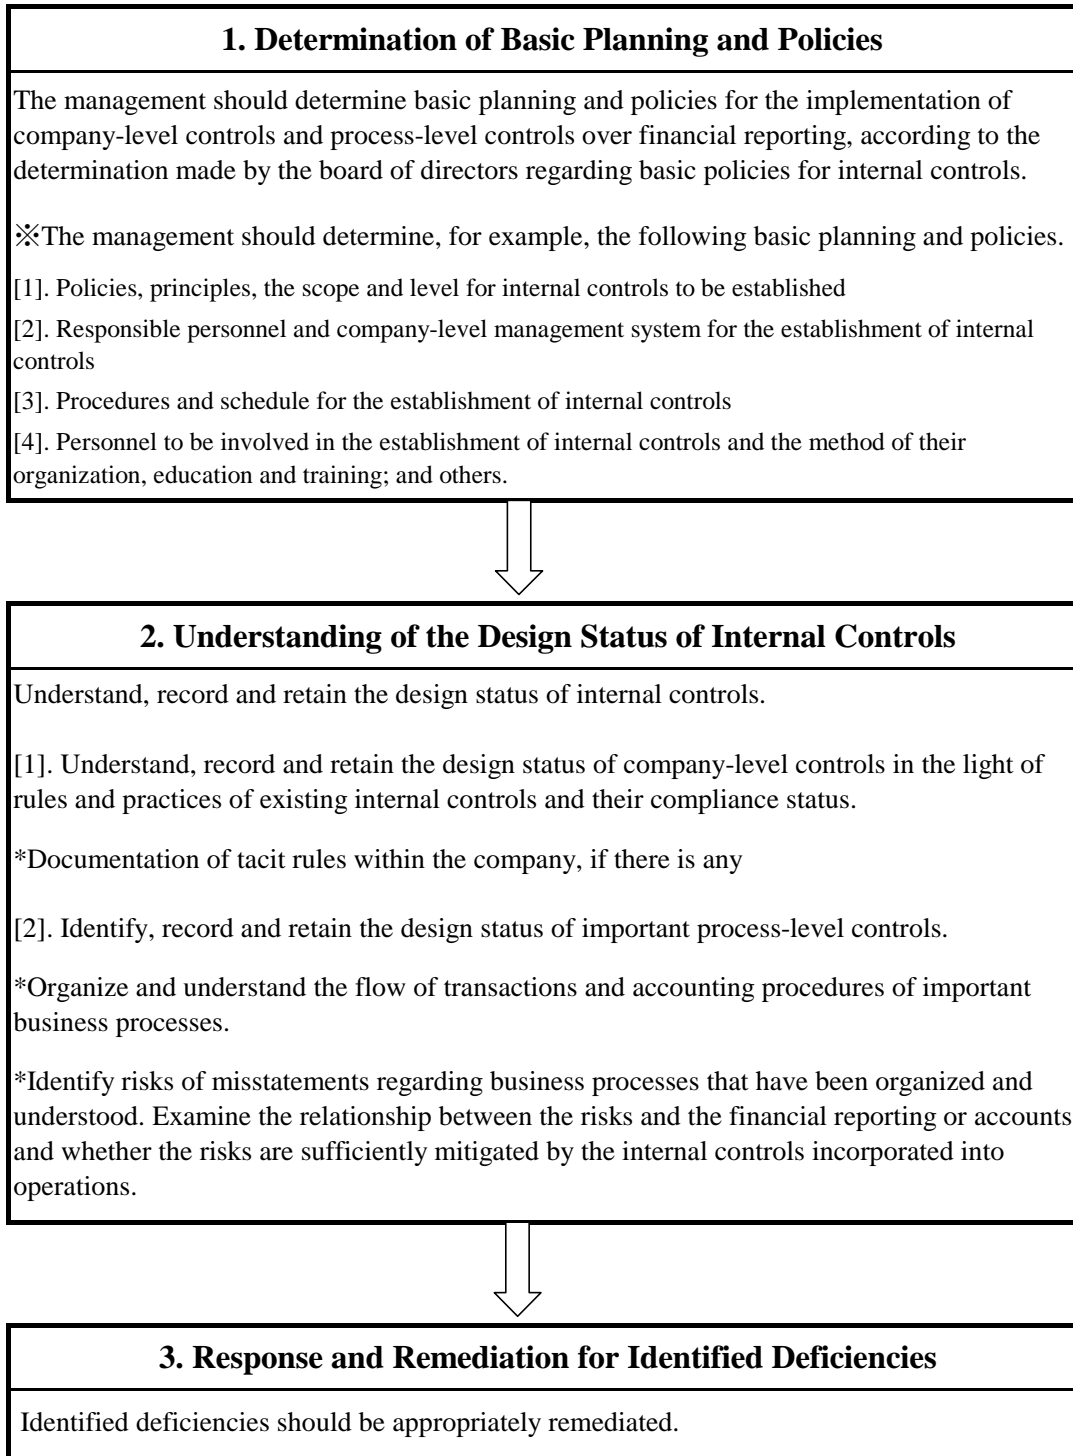 1. Determination of Basic Planning and Policies
The management should determine basic planning and policies for the implementation of
company-level controls and process-level controls over financial reporting, according to the
determination made by the board of directors regarding basic policies for internal controls.
※The management should determine, for example, the following basic planning and policies.
[1]. Policies, principles, the scope and level for internal controls to be established
[2]. Responsible personnel and company-level management system for the establishment of internal
controls
[3]. Procedures and schedule for the establishment of internal controls
[4]. Personnel to be involved in the establishment of internal controls and the method of their
organization, education and training; and others.
2. Understanding of the Design Status of Internal Controls
Understand, record and retain the design status of internal controls.
[1]. Understand, record and retain the design status of company-level controls in the light of
rules and practices of existing internal controls and their compliance status.
*Documentation of tacit rules within the company, if there is any
[2]. Identify, record and retain the design status of important process-level controls.
*Organize and understand the flow of transactions and accounting procedures of important
business processes.
*Identify risks of misstatements regarding business processes that have been organized and
understood. Examine the relationship between the risks and the financial reporting or accounts
and whether the risks are sufficiently mitigated by the internal controls incorporated into
operations.
3. Response and Remediation for Identified Deficiencies
Identified deficiencies should be appropriately remediated.